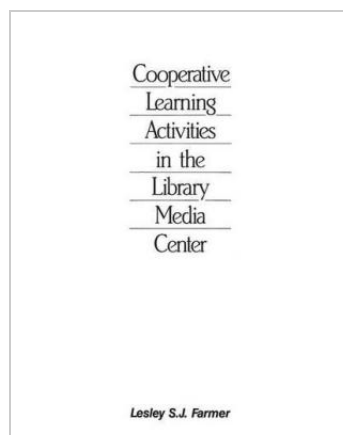 Cooperative
Learning
Activities
in the
Library
Media
Center
Lesley S.J. Farmer